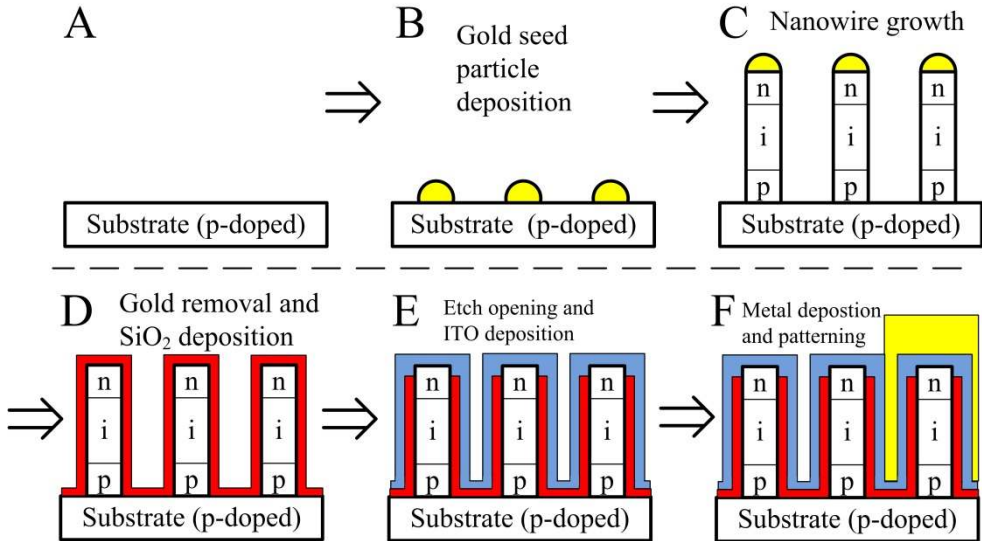 A
Substrate (p-doped)
B
Gold seed
particle
deposition
Substrate (p-doped)
C
Nanowire growth
n n n
i i i
p p p
Substrate (p-doped)
D
Gold removal and
SiO₂ deposition
n n n
i i i
p p p
Substrate (p-doped)
E
Etch opening and
ITO deposition
n n n
i i i
p p p
Substrate (p-doped)
F
Metal depostion
and patterning
n n n
i i i
p p p
Substrate (p-doped)